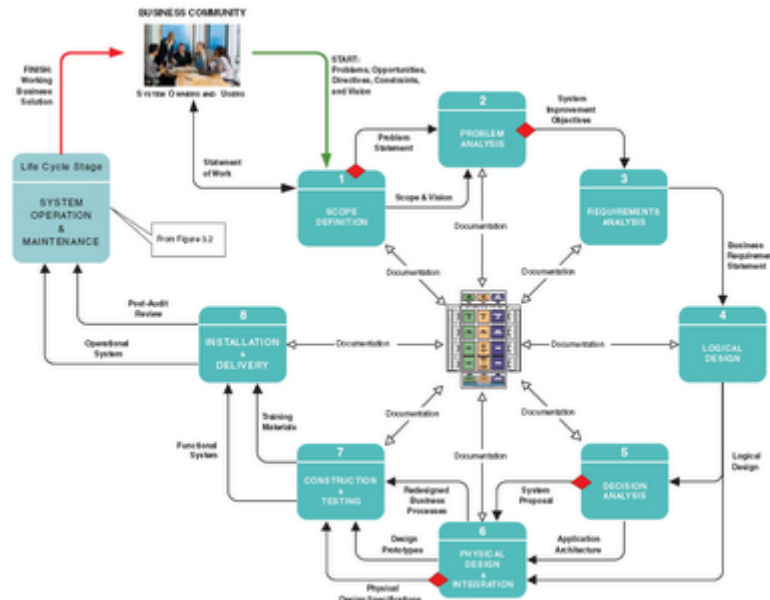 BUSINESS COMMUNITY
SYSTEM OWNERS AND USERS
FINISH:
Working
Business
Solution
START:
Problems, Opportunities,
Directives, Constraints,
and Vision
Statement
of Work
Life Cycle Stage
SYSTEM
OPERATION
&
MAINTENANCE
From Figure 5.2
1
SCOPE
DEFINITION
Problem
Statement
Scope & Vision
2
PROBLEM
ANALYSIS
System
Improvement
Objectives
3
REQUIREMENTS
ANALYSIS
Business
Requirement
Statement
Documentation
Documentation
Documentation
4
LOGICAL
DESIGN
Post-Audit
Review
Operational
System
8
INSTALLATION
&
DELIVERY
Documentation
Documentation
Documentation
Documentation
Documentation
Logical
Design
5
DECISION
ANALYSIS
System
Proposal
Application
Architecture
Training
Materials
Functional
System
7
CONSTRUCTION
&
TESTING
Redesigned
Business
Processes
Design
Prototypes
6
PHYSICAL
DESIGN
&
INTEGRATION
Physical
Design Specifications